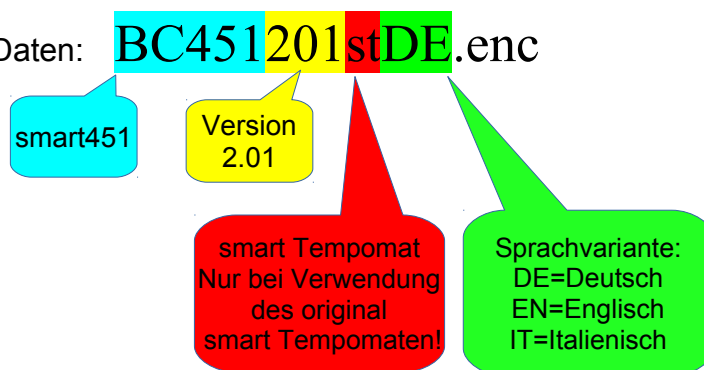 Daten: BC451201stDE.enc
smart451
Version
2.01
smart Tempomat
Nur bei Verwendung
des original
smart Tempomaten!
Sprachvariante:
DE=Deutsch
EN=Englisch
IT=Italienisch